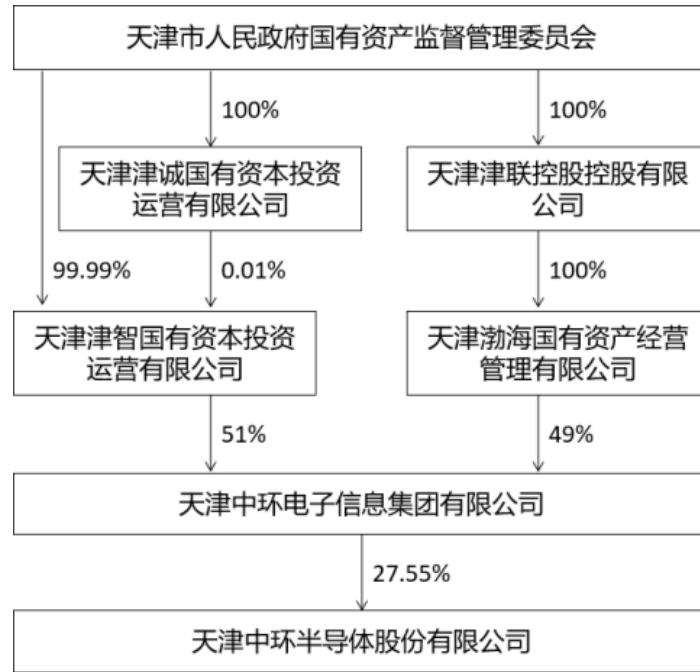 天津市人民政府国有资产监督管理委员会
100%
100%
天津津诚国有资本投资
运营有限公司
天津津联控股控股有限
公司
99.99%
0.01%
100%
天津津智国有资本投资
运营有限公司
天津渤海国有资产经营
管理有限公司
51%
49%
天津中环电子信息集团有限公司
27.55%
天津中环半导体股份有限公司